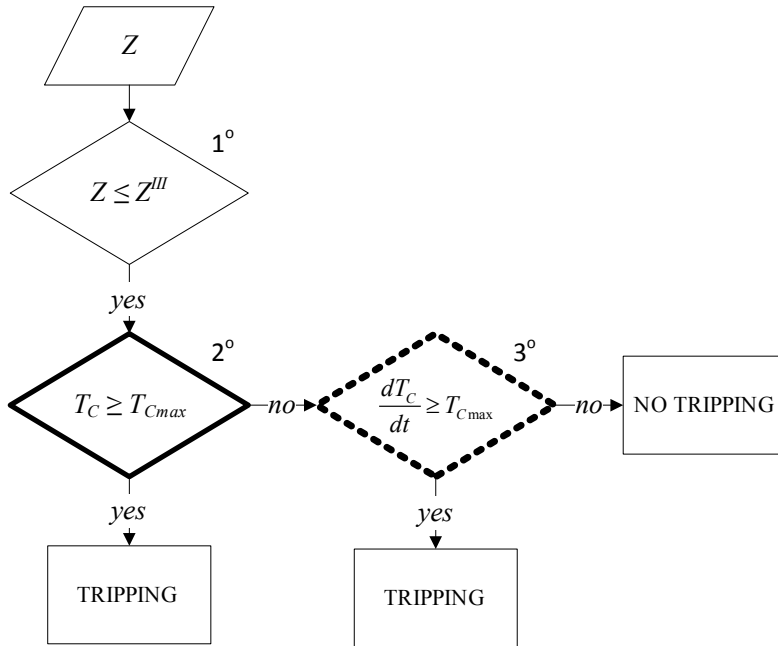 Z
1°
Z ≤ Z^III
yes
2°
T_C ≥ T_Cmax
no
3°
dT_C/dt ≥ T_Cmax
no
NO TRIPPING
yes
yes
TRIPPING
TRIPPING